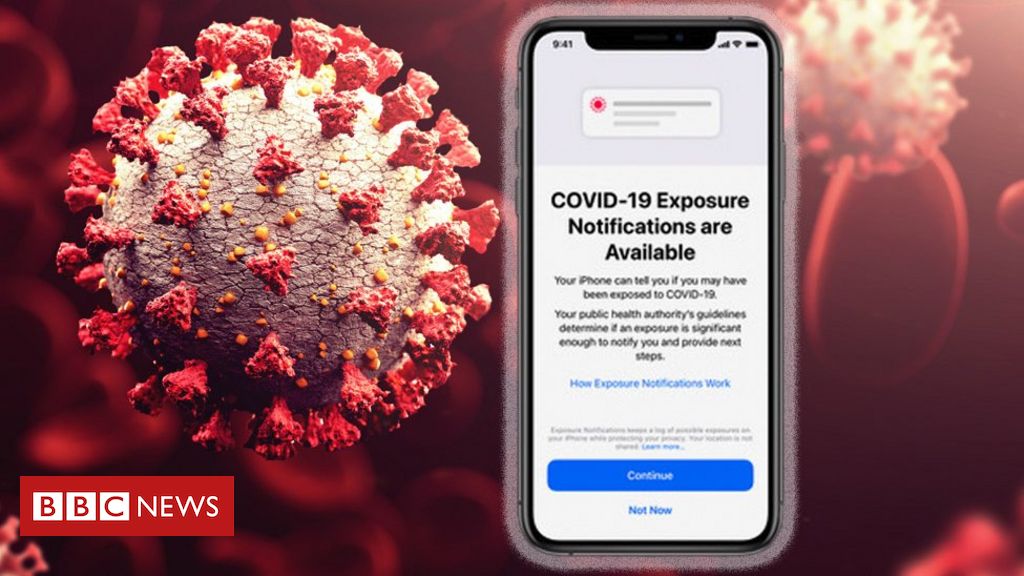 9:41
COVID-19 Exposure
Notifications are
Available
Your iPhone can tell you if you may have
been exposed to COVID-19.
Your public health authority's guidelines
determine if an exposure is significant
enough to notify you and provide next
steps.
How Exposure Notifications Work
Exposure Notifications keeps a log of possible exposures on
your iPhone while protecting your privacy. Your location is not
shared. Learn more...
Continue
Not Now
BBC NEWS